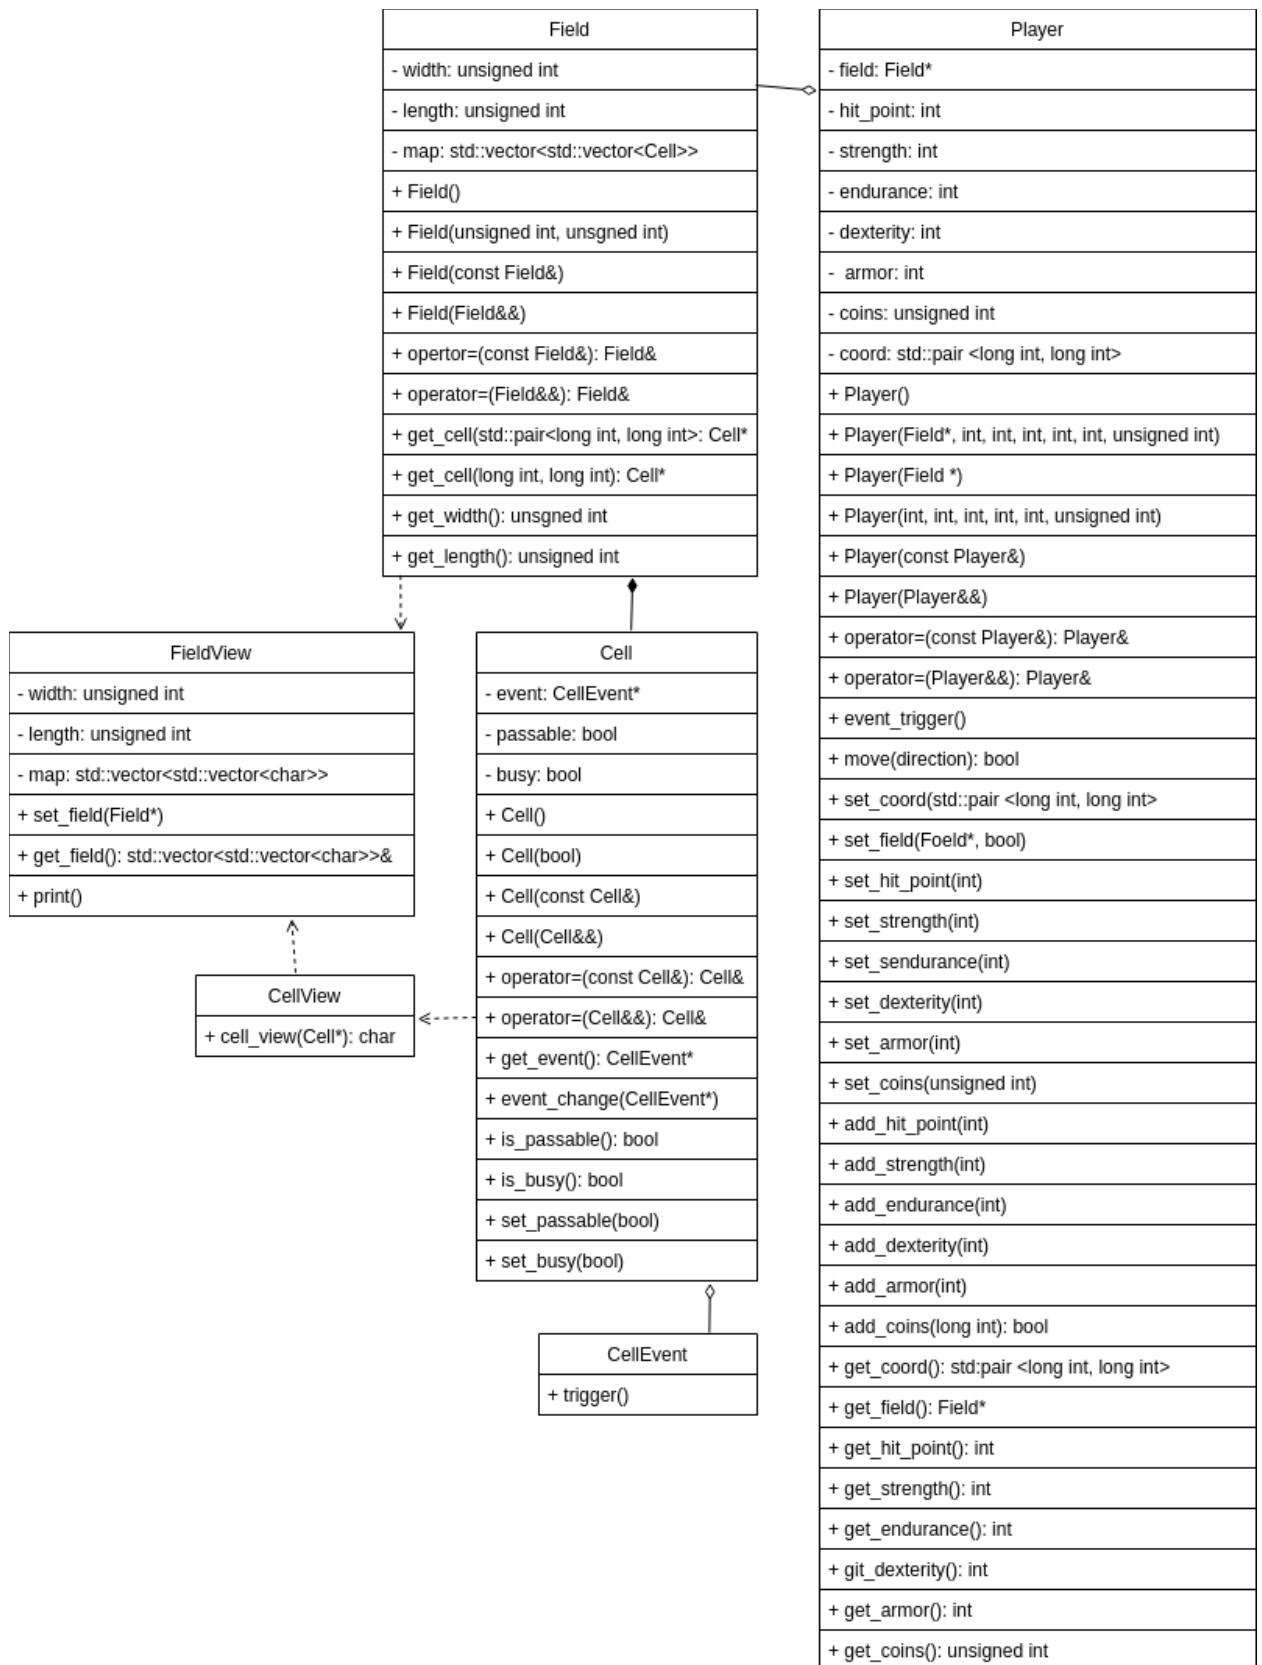 Field
- width: unsigned int
- length: unsigned int
- map: std::vector<std::vector<Cell>>
+ Field()
+ Field(unsigned int, unsgned int)
+ Field(const Field&)
+ Field(Field&&)
+ opertor=(const Field&): Field&
+ operator=(Field&&): Field&
+ get_cell(std::pair<long int, long int>: Cell*
+ get_cell(long int, long int): Cell*
+ get_width(): unsgned int
+ get_length(): unsigned int
Player
- field: Field*
- hit_point: int
- strength: int
- endurance: int
- dexterity: int
- armor: int
- coins: unsigned int
- coord: std::pair <long int, long int>
+ Player()
+ Player(Field*, int, int, int, int, int, unsigned int)
+ Player(Field *)
+ Player(int, int, int, int, int, unsigned int)
+ Player(const Player&)
+ Player(Player&&)
+ operator=(const Player&): Player&
+ operator=(Player&&): Player&
+ event_trigger()
+ move(direction): bool
+ set_coord(std::pair <long int, long int>
+ set_field(Foeld*, bool)
+ set_hit_point(int)
+ set_strength(int)
+ set_sendurance(int)
+ set_dexterity(int)
+ set_armor(int)
+ set_coins(unsigned int)
+ add_hit_point(int)
+ add_strength(int)
+ add_endurance(int)
+ add_dexterity(int)
+ add_armor(int)
+ add_coins(long int): bool
+ get_coord(): std:pair <long int, long int>
+ get_field(): Field*
+ get_hit_point(): int
+ get_strength(): int
+ get_endurance(): int
+ git_dexterity(): int
+ get_armor(): int
+ get_coins(): unsigned int
FieldView
- width: unsigned int
- length: unsigned int
- map: std::vector<std::vector<char>>
+ set_field(Field*)
+ get_field(): std::vector<std::vector<char>>&
+ print()
Cell
- event: CellEvent*
- passable: bool
- busy: bool
+ Cell()
+ Cell(bool)
+ Cell(const Cell&)
+ Cell(Cell&&)
+ operator=(const Cell&): Cell&
+ operator=(Cell&&): Cell&
+ get_event(): CellEvent*
+ event_change(CellEvent*)
+ is_passable(): bool
+ is_busy(): bool
+ set_passable(bool)
+ set_busy(bool)
CellView
+ cell_view(Cell*): char
CellEvent
+ trigger()